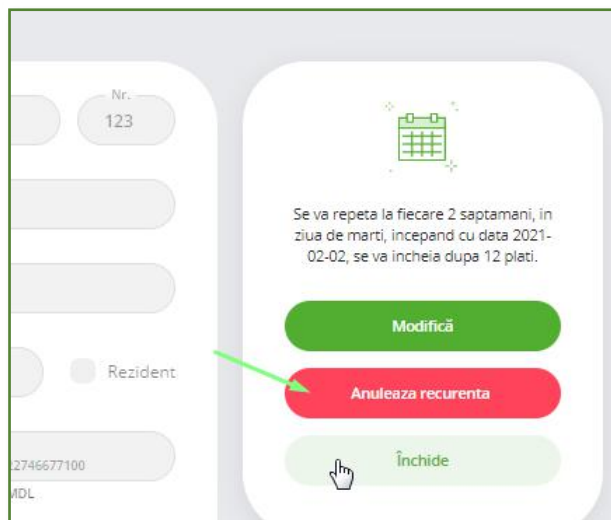 Nr.
123
Rezident
22746677100
MDL
Se va repeta la fiecare 2 saptamani, in
ziua de marti, incepand cu data 2021-
02-02, se va incheia dupa 12 plati.
Modifică
Anuleaza recurenta
Închide